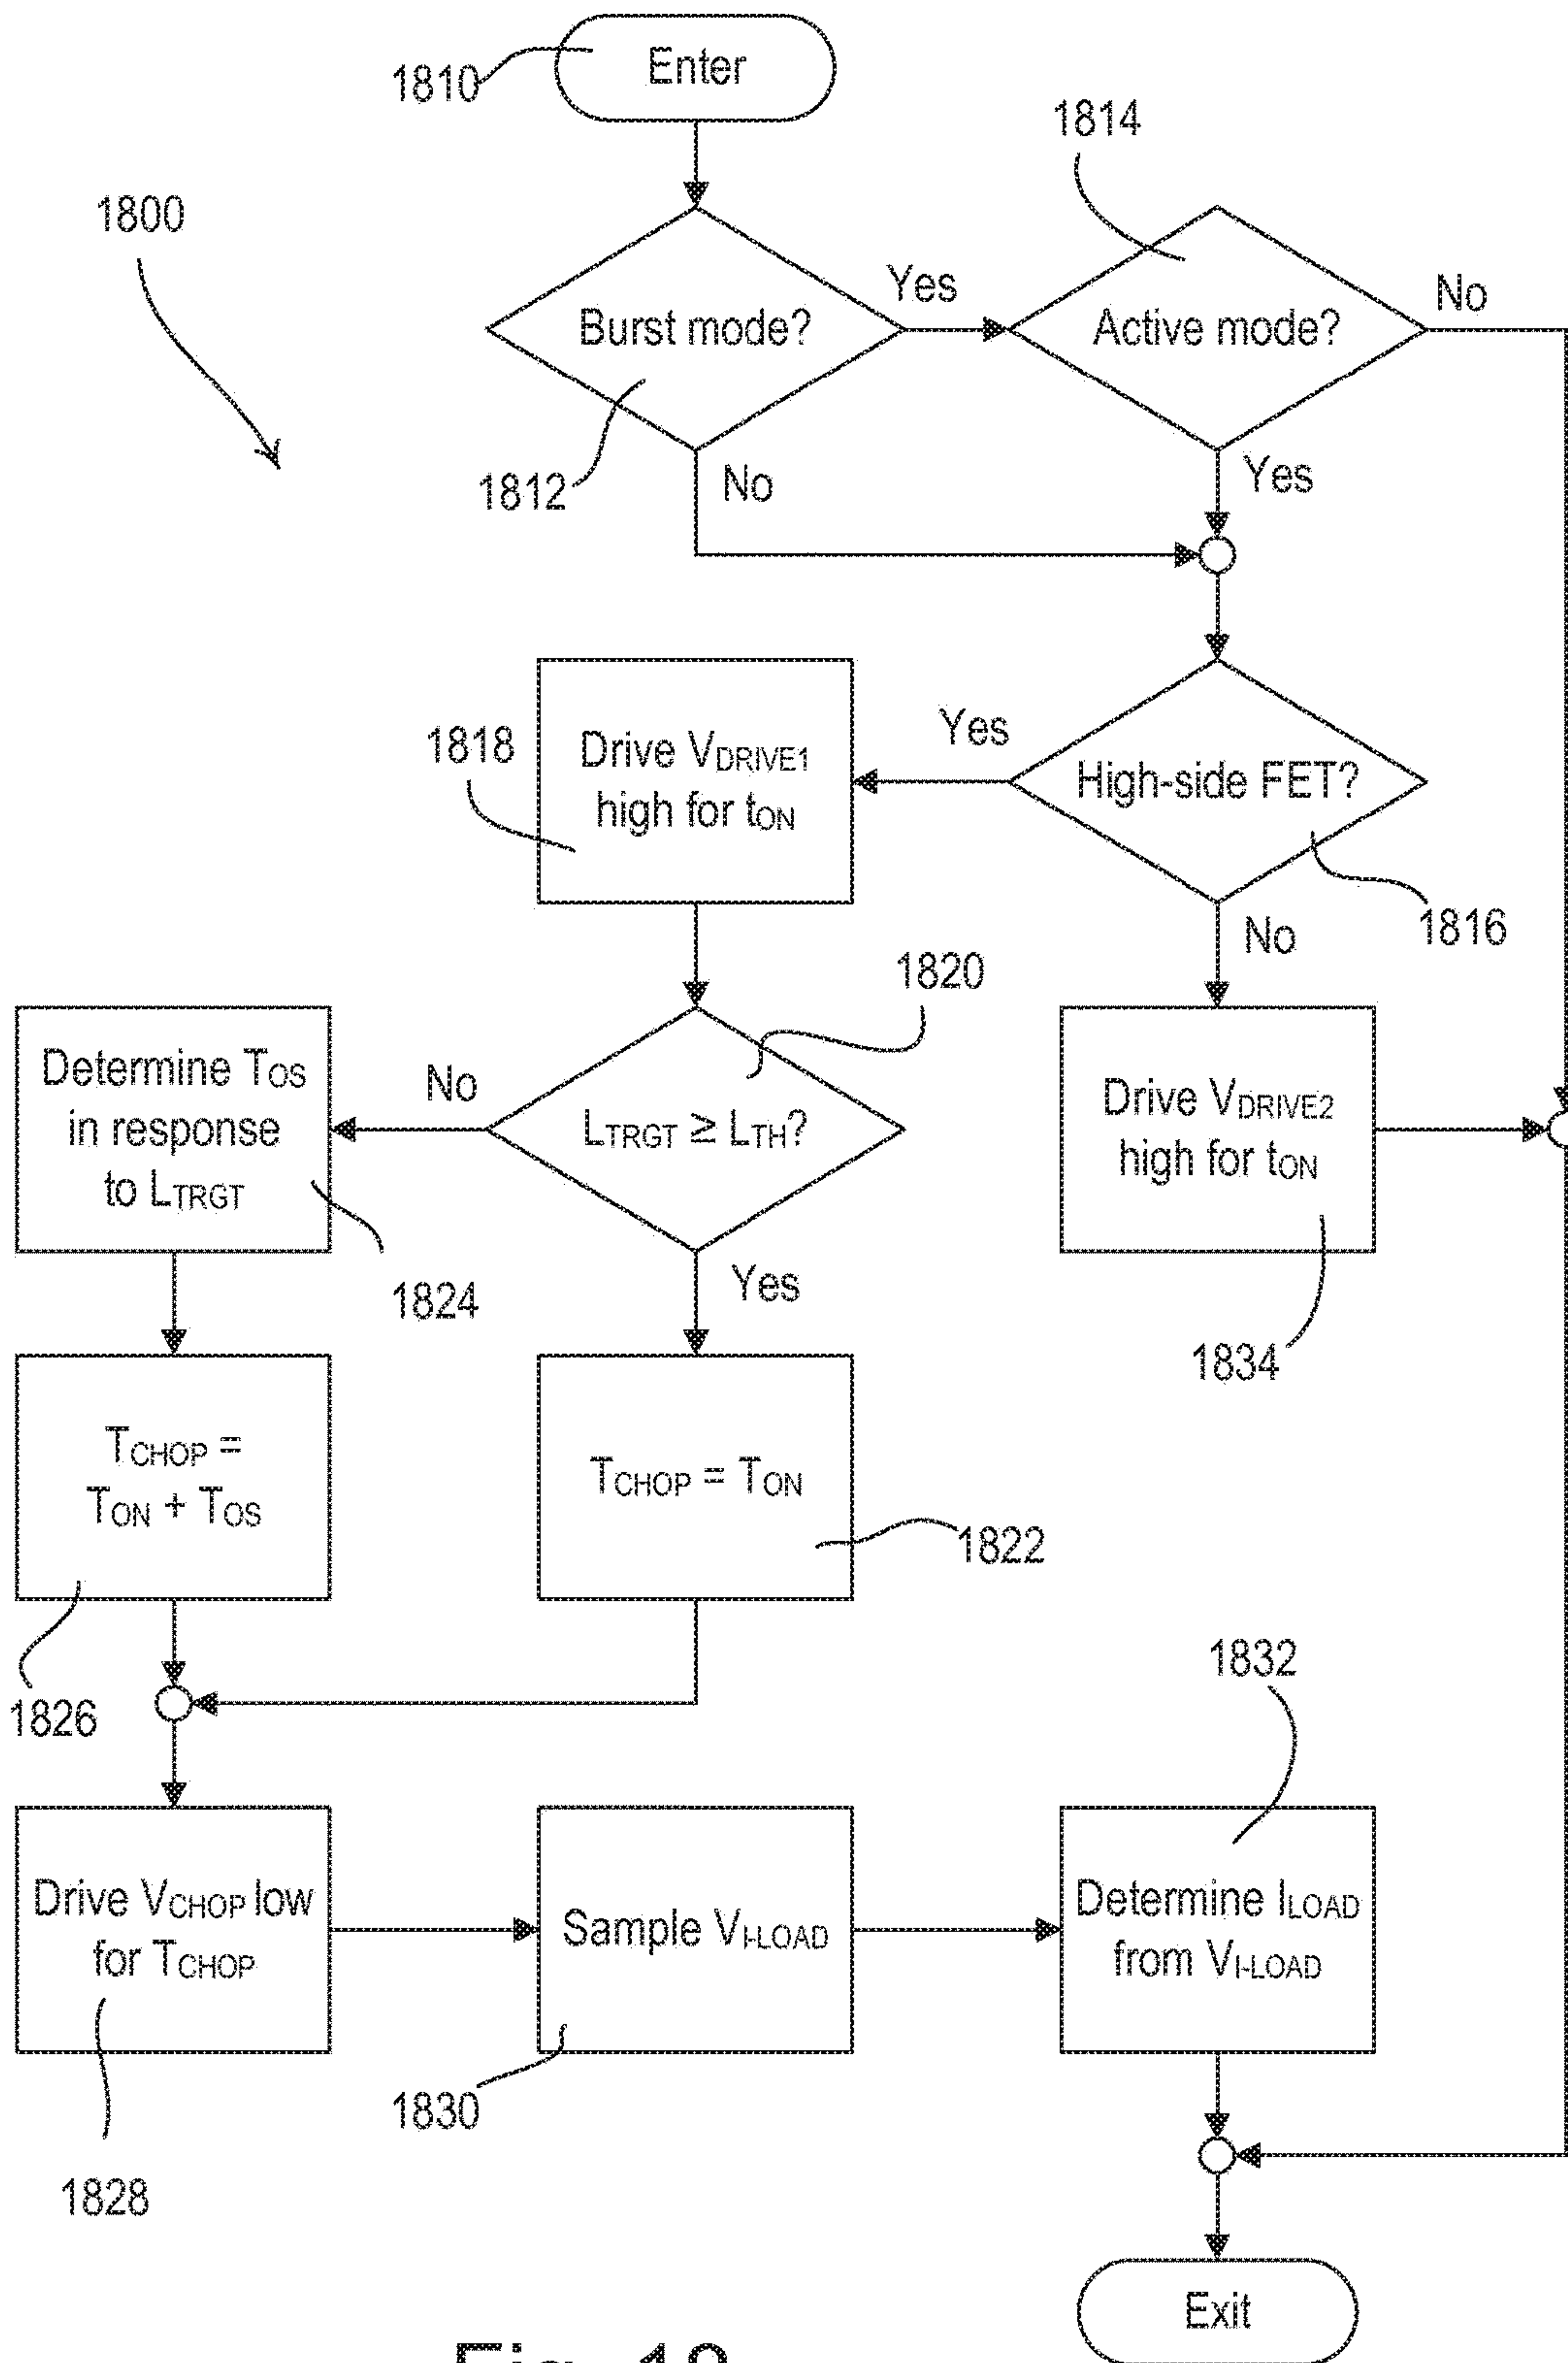 1810
Enter
1814
1800
Burst mode?
Yes
Active mode?
No
1812
No
Yes
1818
Drive VDRIVE1
high for tON
Yes
High-side FET?
1816
No
1820
Determine TOS
in response
to LTRGT
No
LTRGT ≥ LTH?
Drive VDRIVE2
high for tON
1824
Yes
1834
TCHOP =
TON + TOS
TCHOP = TON
1822
1826
1832
Drive VCHOP low
for TCHOP
Sample VI-LOAD
Determine ILOAD
from VI-LOAD
1830
1828
Exit